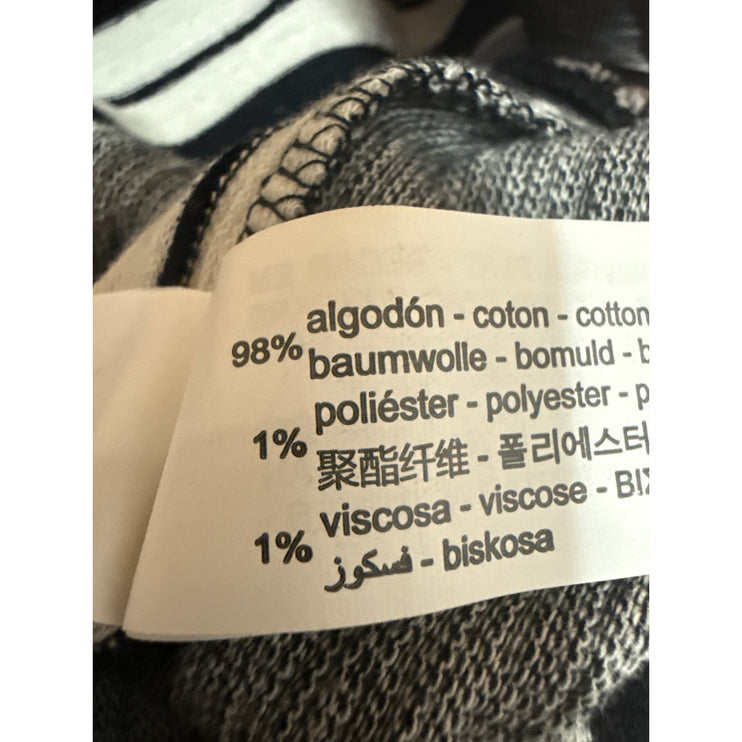 algodón - coton - cotton
98%
baumwolle - bomuld -
poliéster - polyester -
1%
聚酯纤维 - 폴리에스터
viscosa - viscose -
1%
فسكوز - biskosa